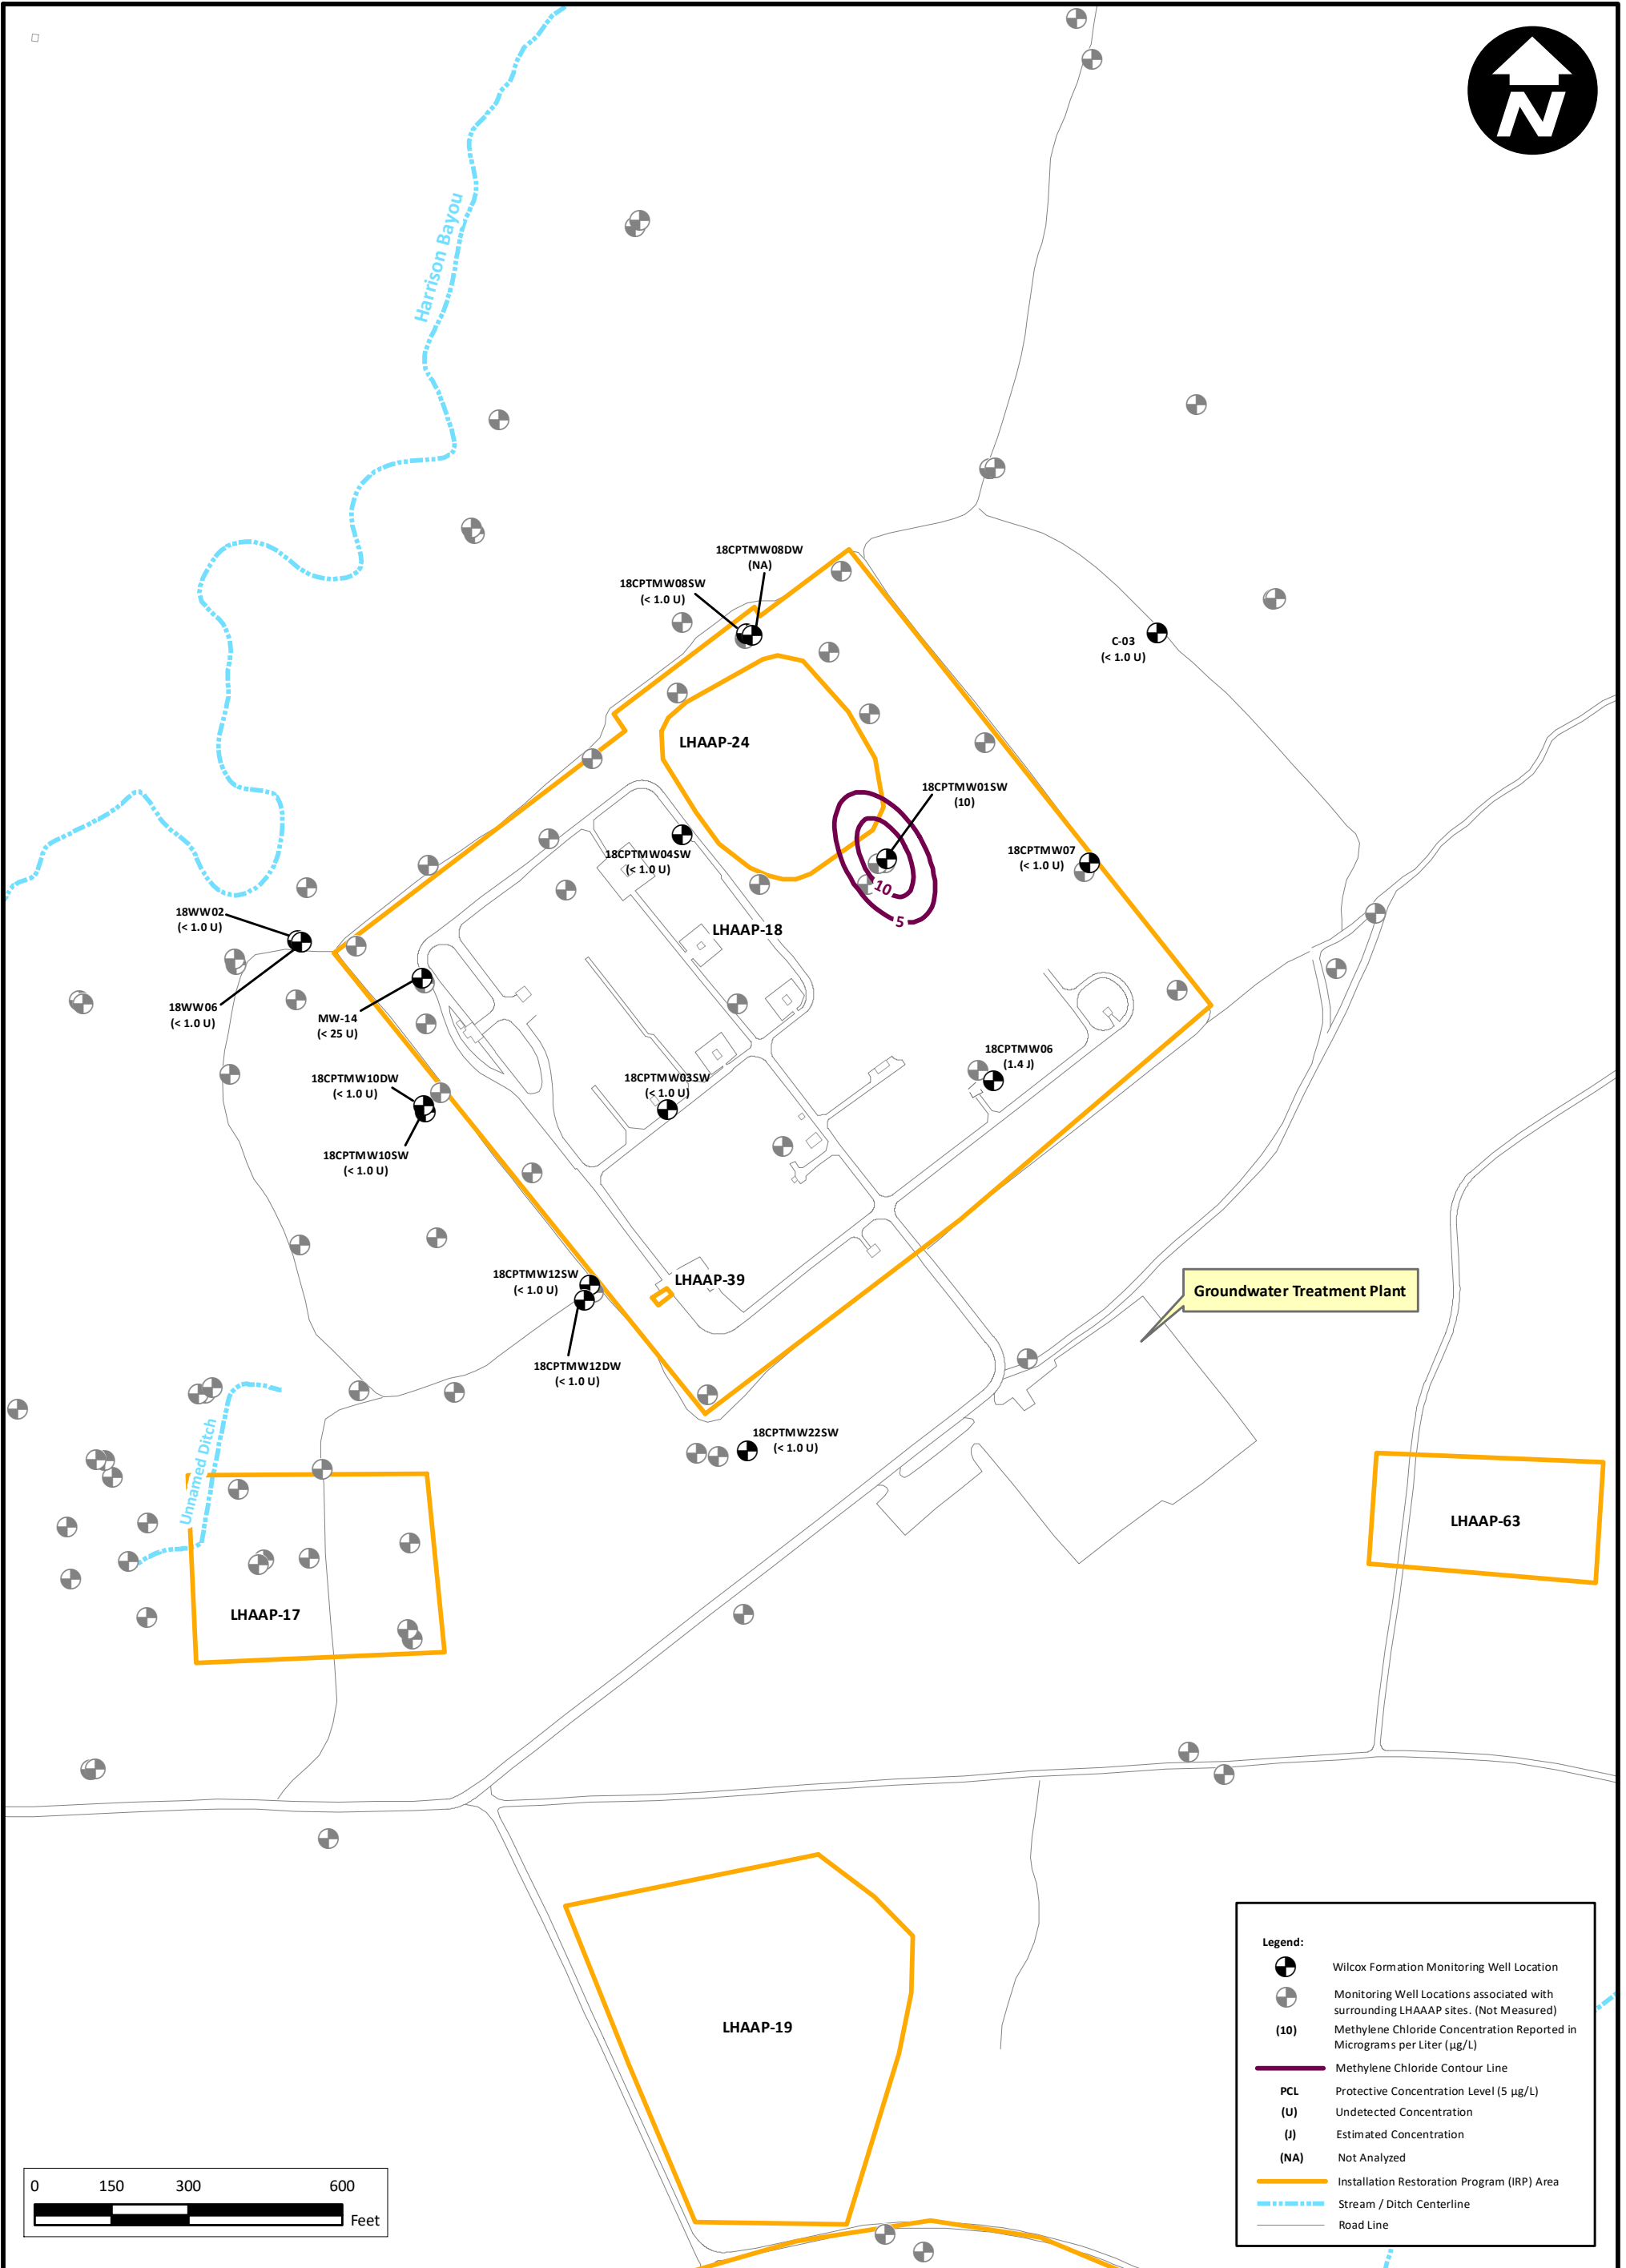 N
Harrison Bayou
18CPTMW08DW
(NA)
18CPTMW08SW
(< 1.0 U)
C-03
(< 1.0 U)
LHAAP-24
18CPTMW01SW
(10)
18CPTMW04SW
(< 1.0 U)
18CPTMW07
(< 1.0 U)
10
5
18WW02
(< 1.0 U)
LHAAP-18
18WW06
(< 1.0 U)
MW-14
(< 25 U)
18CPTMW06
(1.4 J)
18CPTMW10DW
(< 1.0 U)
18CPTMW03SW
(< 1.0 U)
18CPTMW10SW
(< 1.0 U)
18CPTMW12SW
(< 1.0 U)
LHAAP-39
Groundwater Treatment Plant
18CPTMW12DW
(< 1.0 U)
18CPTMW22SW
(< 1.0 U)
Unnamed Ditch
LHAAP-63
LHAAP-17
LHAAP-19
Legend:
Wilcox Formation Monitoring Well Location
Monitoring Well Locations associated with
surrounding LHAAAP sites. (Not Measured)
(10) Methylene Chloride Concentration Reported in
Micrograms per Liter (µg/L)
Methylene Chloride Contour Line
PCL Protective Concentration Level (5 µg/L)
(U) Undetected Concentration
(J) Estimated Concentration
(NA) Not Analyzed
Installation Restoration Program (IRP) Area
Stream / Ditch Centerline
Road Line
0 150 300 600
Feet